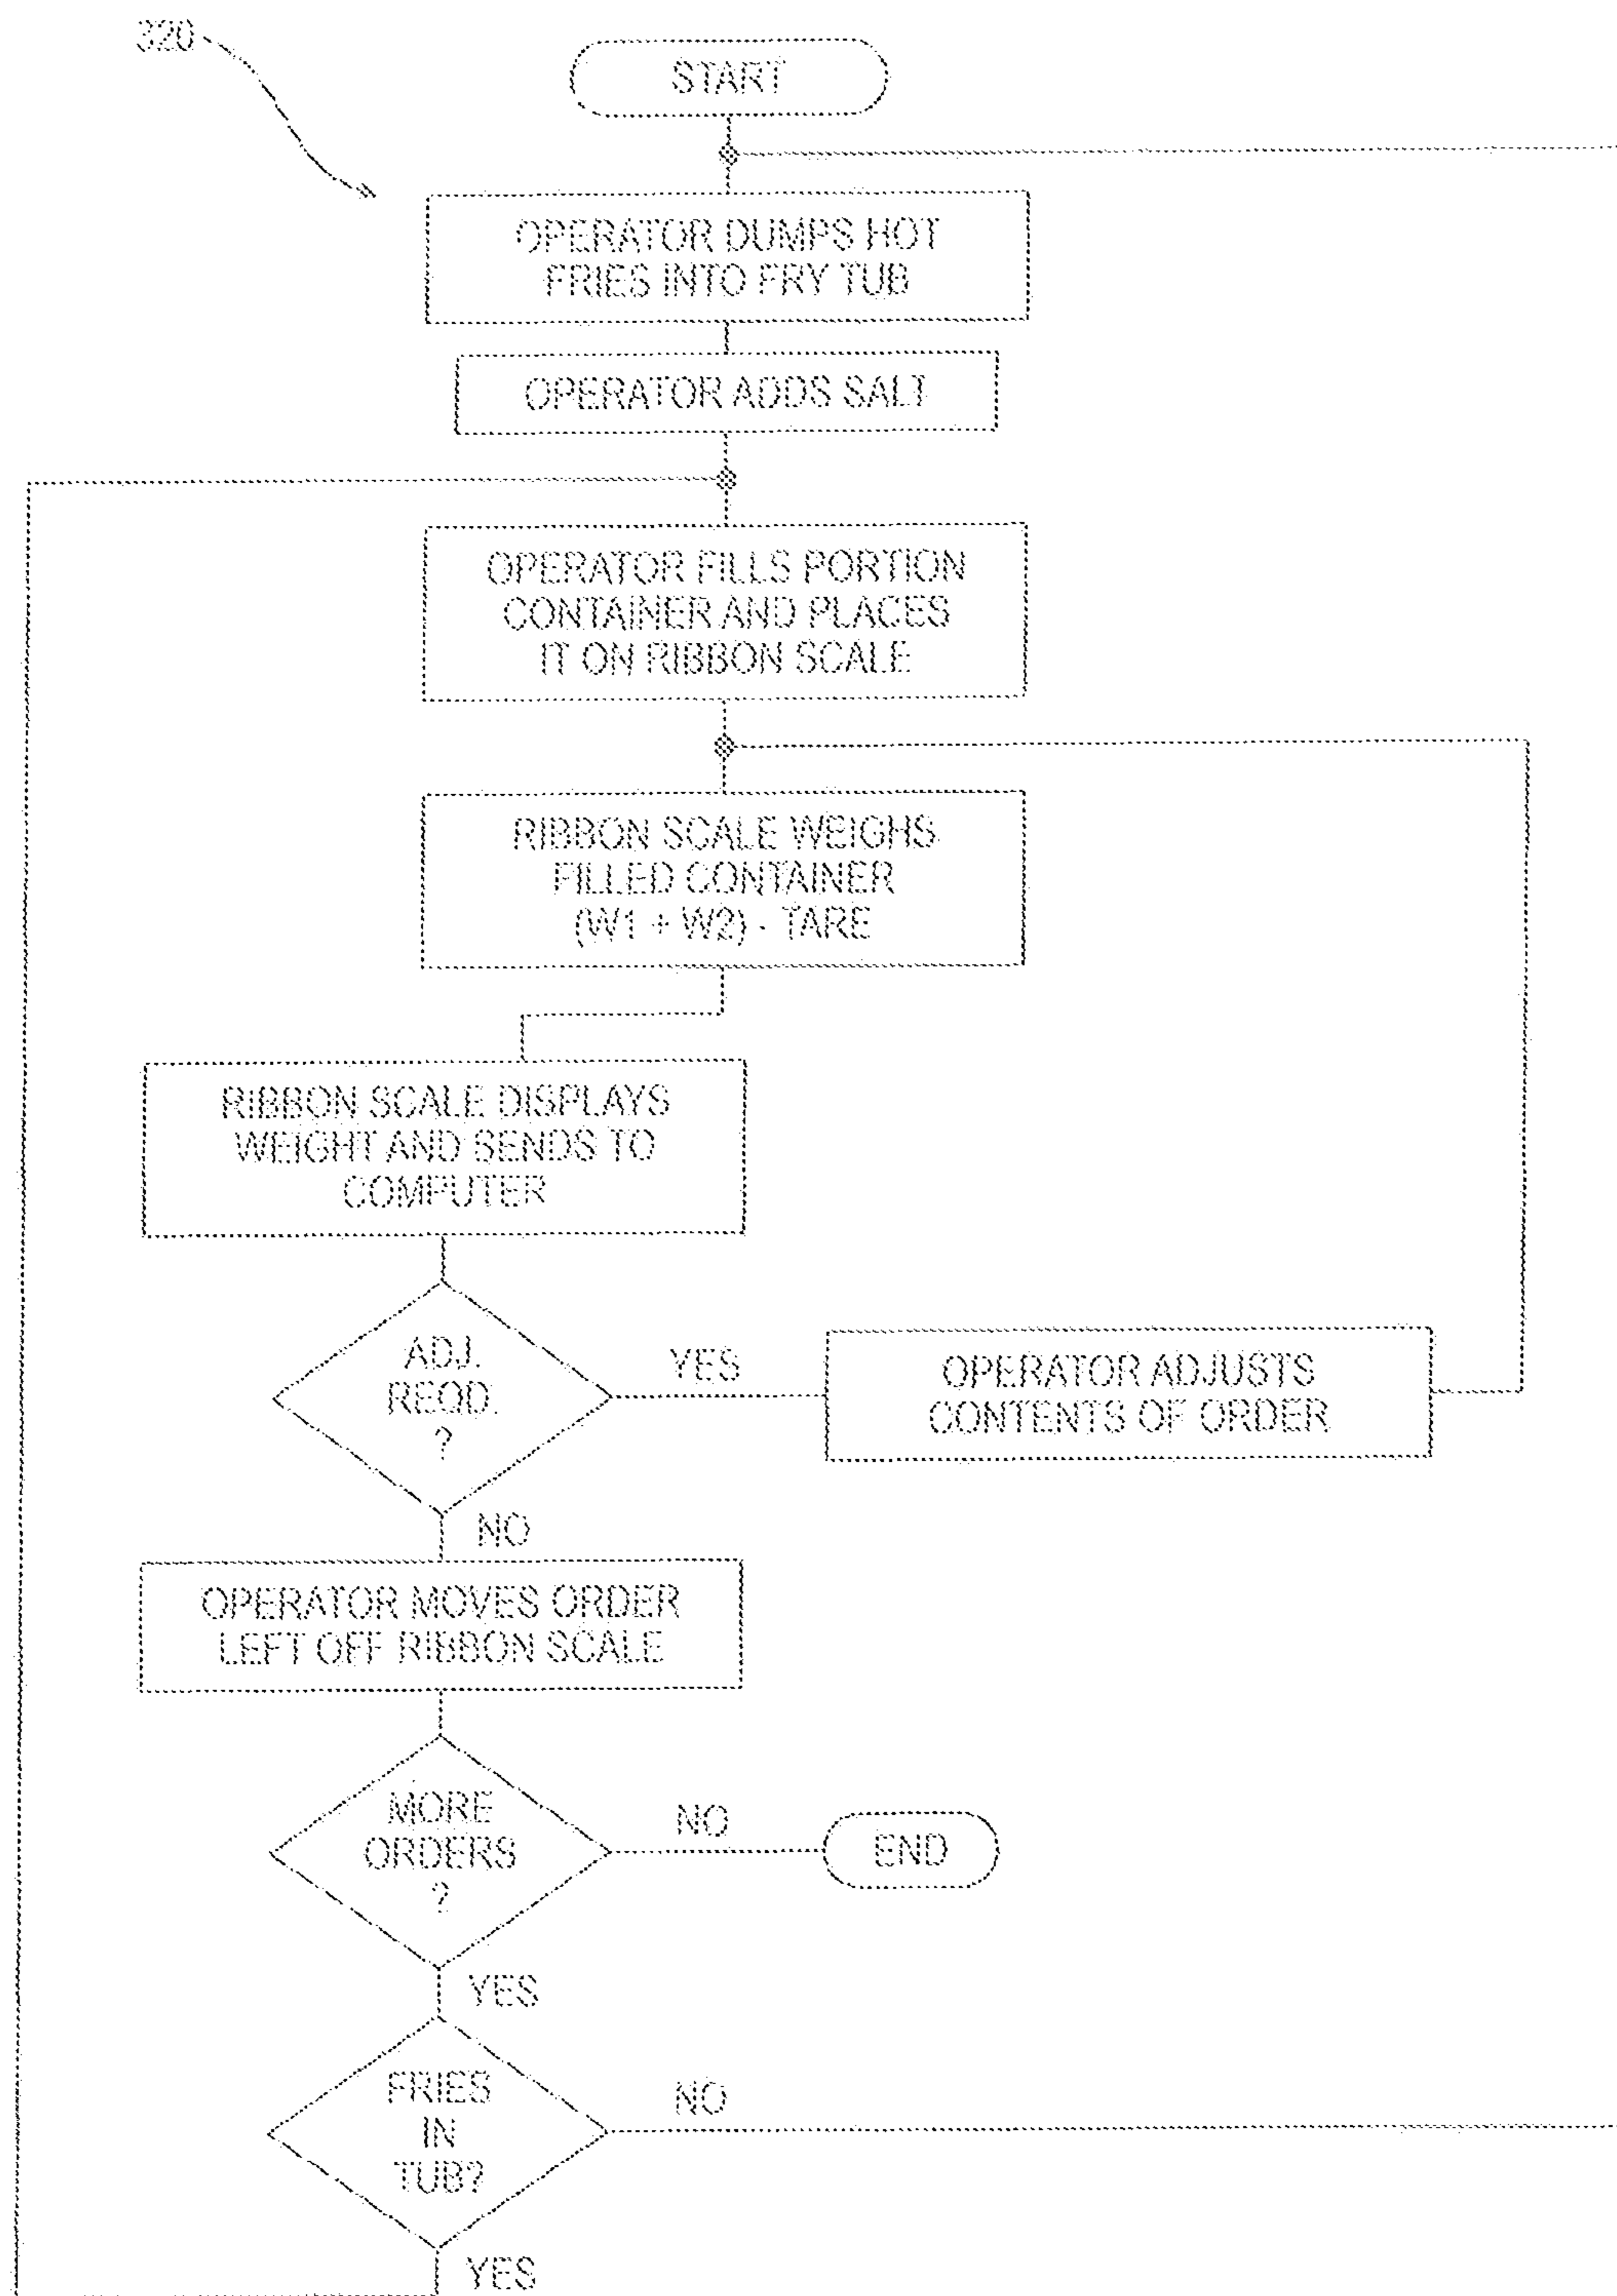 320
START
OPERATOR DUMPS HOT
FRIES INTO FRY TUB
OPERATOR ADDS SALT
OPERATOR FILLS PORTION
CONTAINER AND PLACES
IT ON RIBBON SCALE
RIBBON SCALE WEIGHS
FILLED CONTAINER
(W1 + W2) - TARE
RIBBON SCALE DISPLAYS
WEIGHT AND SENDS TO
COMPUTER
ADJ.
REQD.
?
YES
OPERATOR ADJUSTS
CONTENTS OF ORDER
NO
OPERATOR MOVES ORDER
LEFT OFF RIBBON SCALE
MORE
ORDERS
?
NO
END
YES
FRIES
IN
TUB?
NO
YES